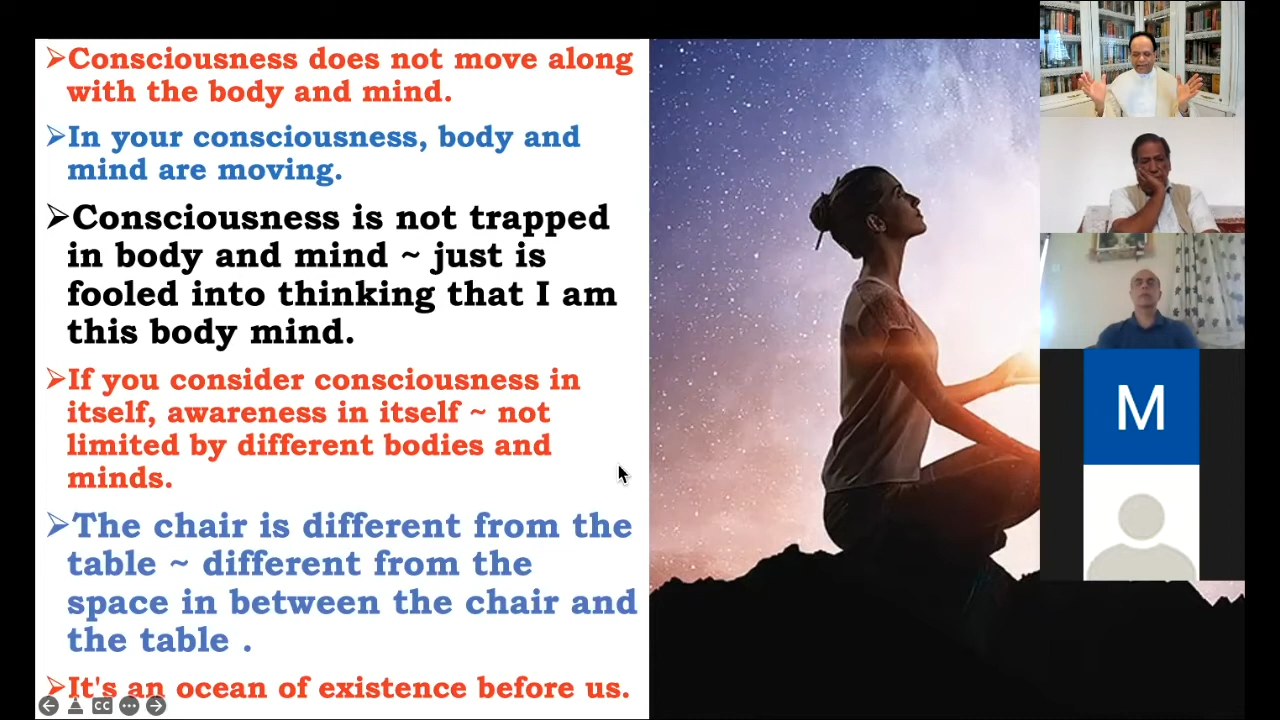 ➢Consciousness does not move along
with the body and mind.
➢In your consciousness, body and
mind are moving.
➢Consciousness is not trapped
in body and mind ~ just is
fooled into thinking that I am
this body mind.
➢If you consider consciousness in
itself, awareness in itself ~ not
limited by different bodies and
minds.
➢The chair is different from the
table ~ different from the
space in between the chair and
the table .
➢It's an ocean of existence before us.
CC
M